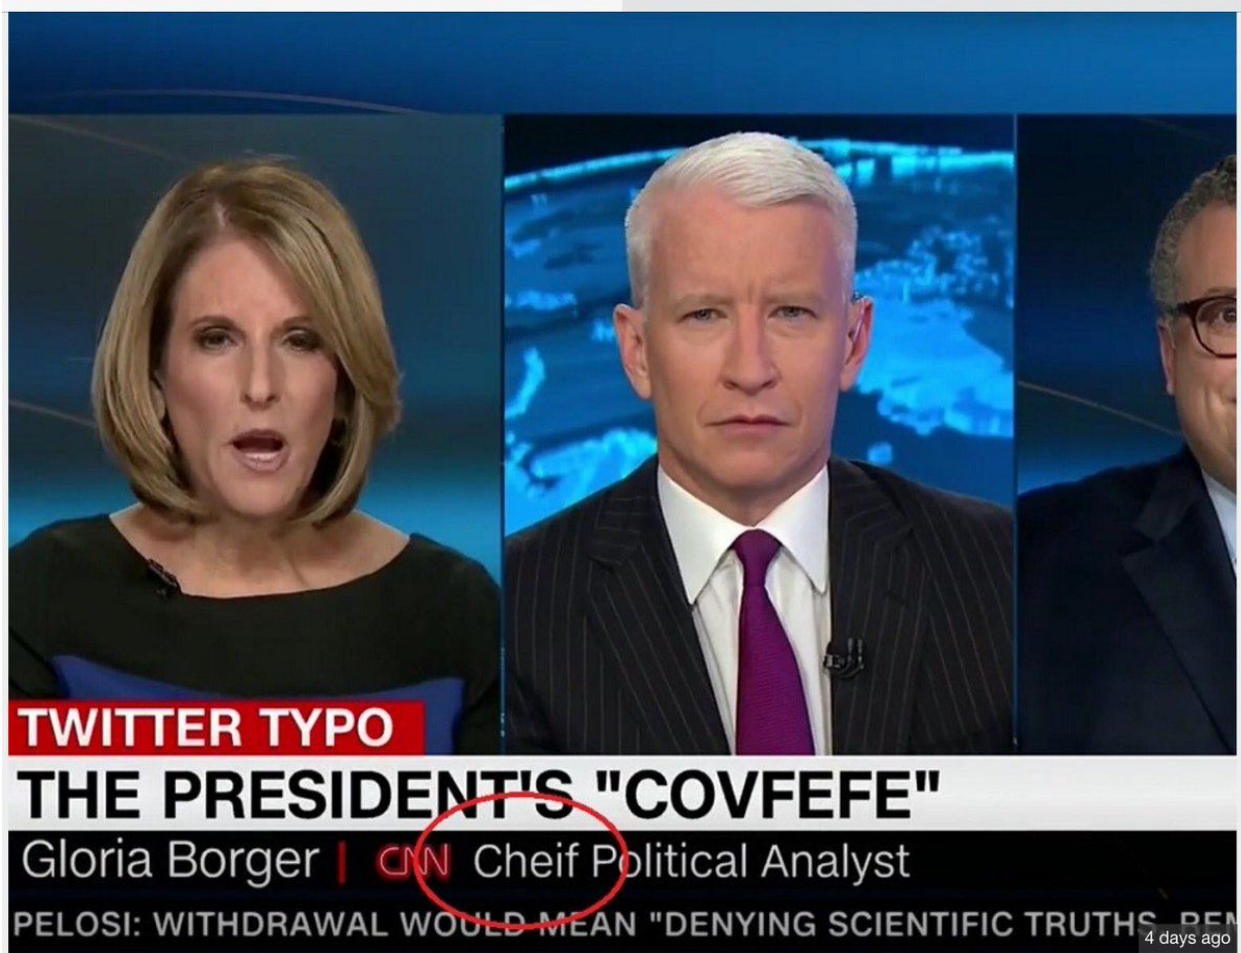 TWITTER TYPO
THE PRESIDENT'S "COVFEFE"
Gloria Borger | CNN Cheif Political Analyst
PELOSI: WITHDRAWAL WOULD MEAN "DENYING SCIENTIFIC TRUTHS
4 days ago